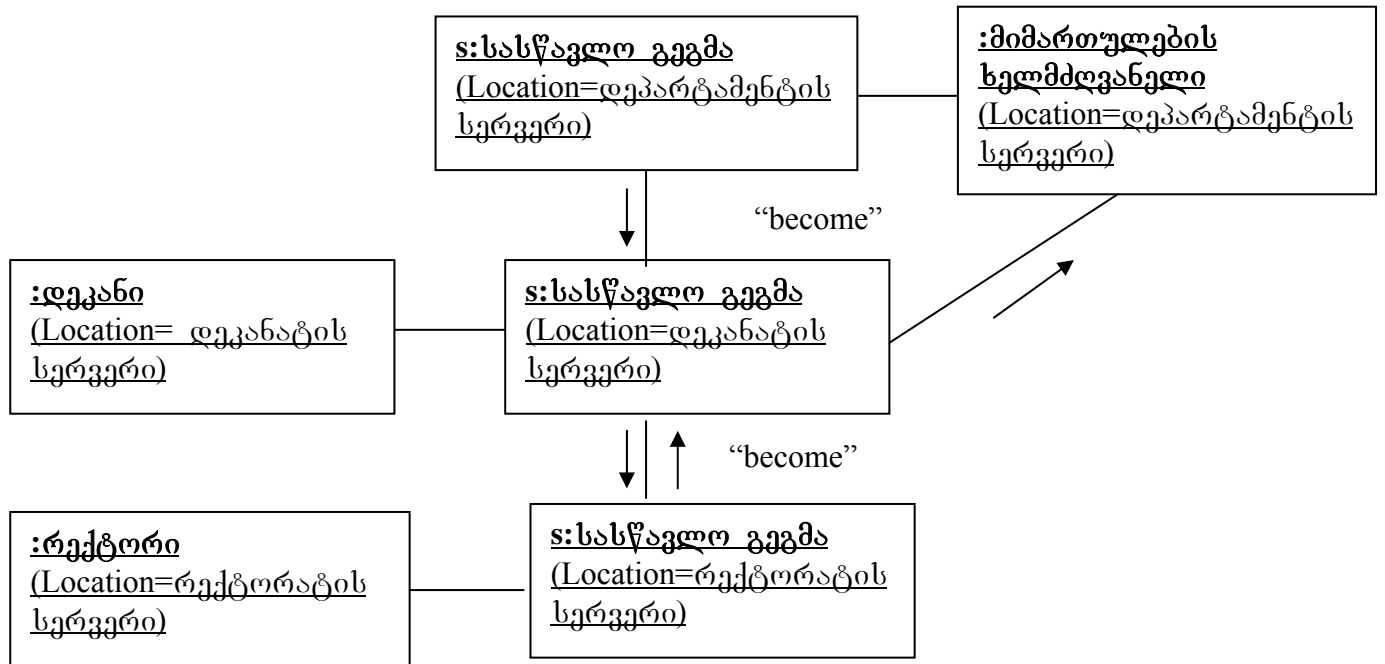 s:სასწავლო გეგმა
(Location=დეპარტამენტის
სერვერი)
:მიმართულების
ხელმძღვანელი
(Location=დეპარტამენტის
სერვერი)
“become”
:დეკანი
(Location= დეკანატის
სერვერი)
s:სასწავლო გეგმა
(Location=დეკანატის
სერვერი)
“become”
:რექტორი
(Location=რექტორატის
სერვერი)
s:სასწავლო გეგმა
(Location=რექტორატის
სერვერი)